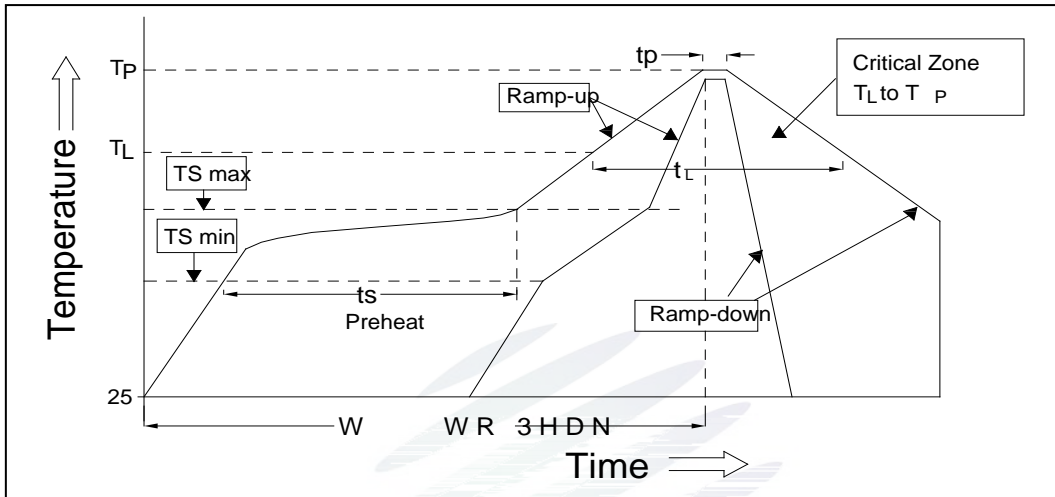 tp
Critical Zone
TL to T P
TP
Ramp-up
TL
TS max
tL
TS min
ts
Preheat
Ramp-down
25
W W R 3 H D N
Temperature
Time